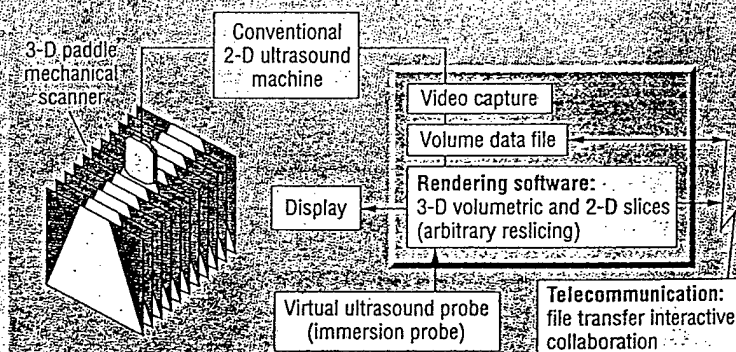 3-D paddle
mechanical
scanner
Conventional
2-D ultrasound
machine
Video capture
Volume data file
Rendering software:
3-D volumetric and 2-D slices
(arbitrary reslicing)
Display
Virtual ultrasound probe
(immersion probe)
Telecommunication:
file transfer interactive
collaboration